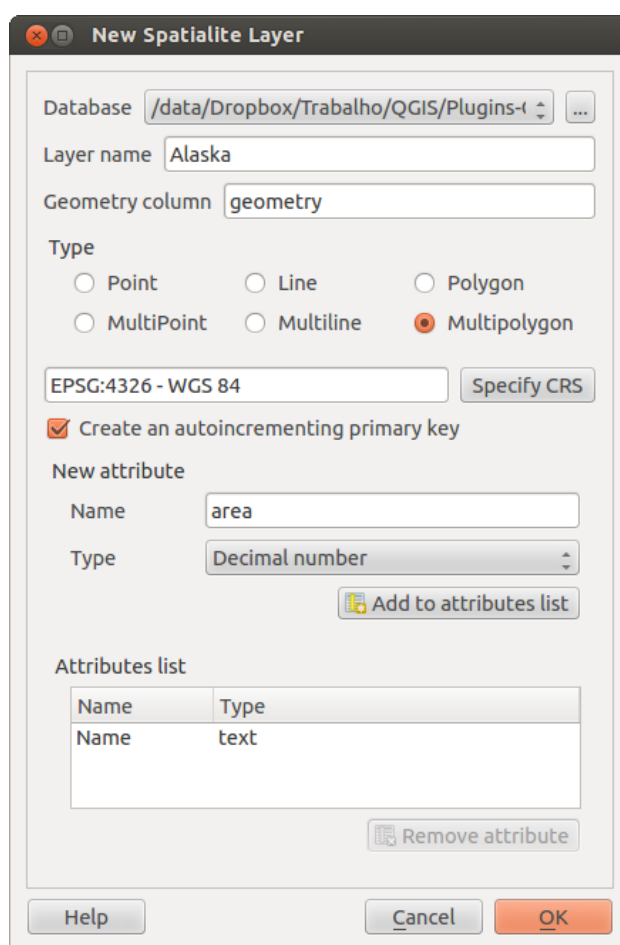 New Spatialite Layer
Database /data/Dropbox/Trabalho/QGIS/Plugins-( ...
Layer name Alaska
Geometry column geometry
Type
Point Line Polygon
MultiPoint Multiline Multipolygon
EPSG:4326 - WGS 84 Specify CRS
Create an autoincrementing primary key
New attribute
Name area
Type Decimal number
Add to attributes list
Attributes list
Name Type
Name text
Remove attribute
Help Cancel OK